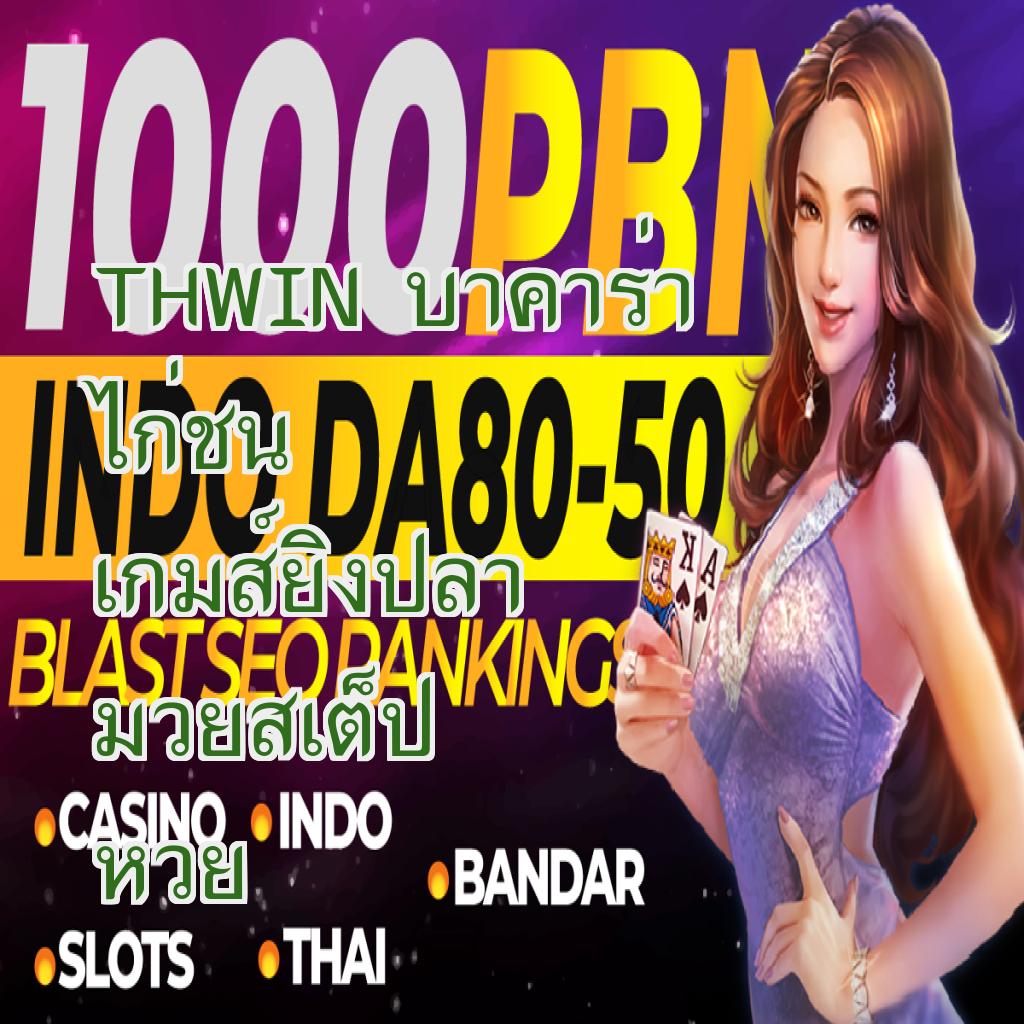 1000PBN
THWIN บาคาร่า
INDO DA80-50
ไก่ชน
เกมส์ยิงปลา
BLAST SEO RANKINGS
มวยสเต็ป
CASINO
INDO
หวย
BANDAR
SLOTS
THAI
K
A